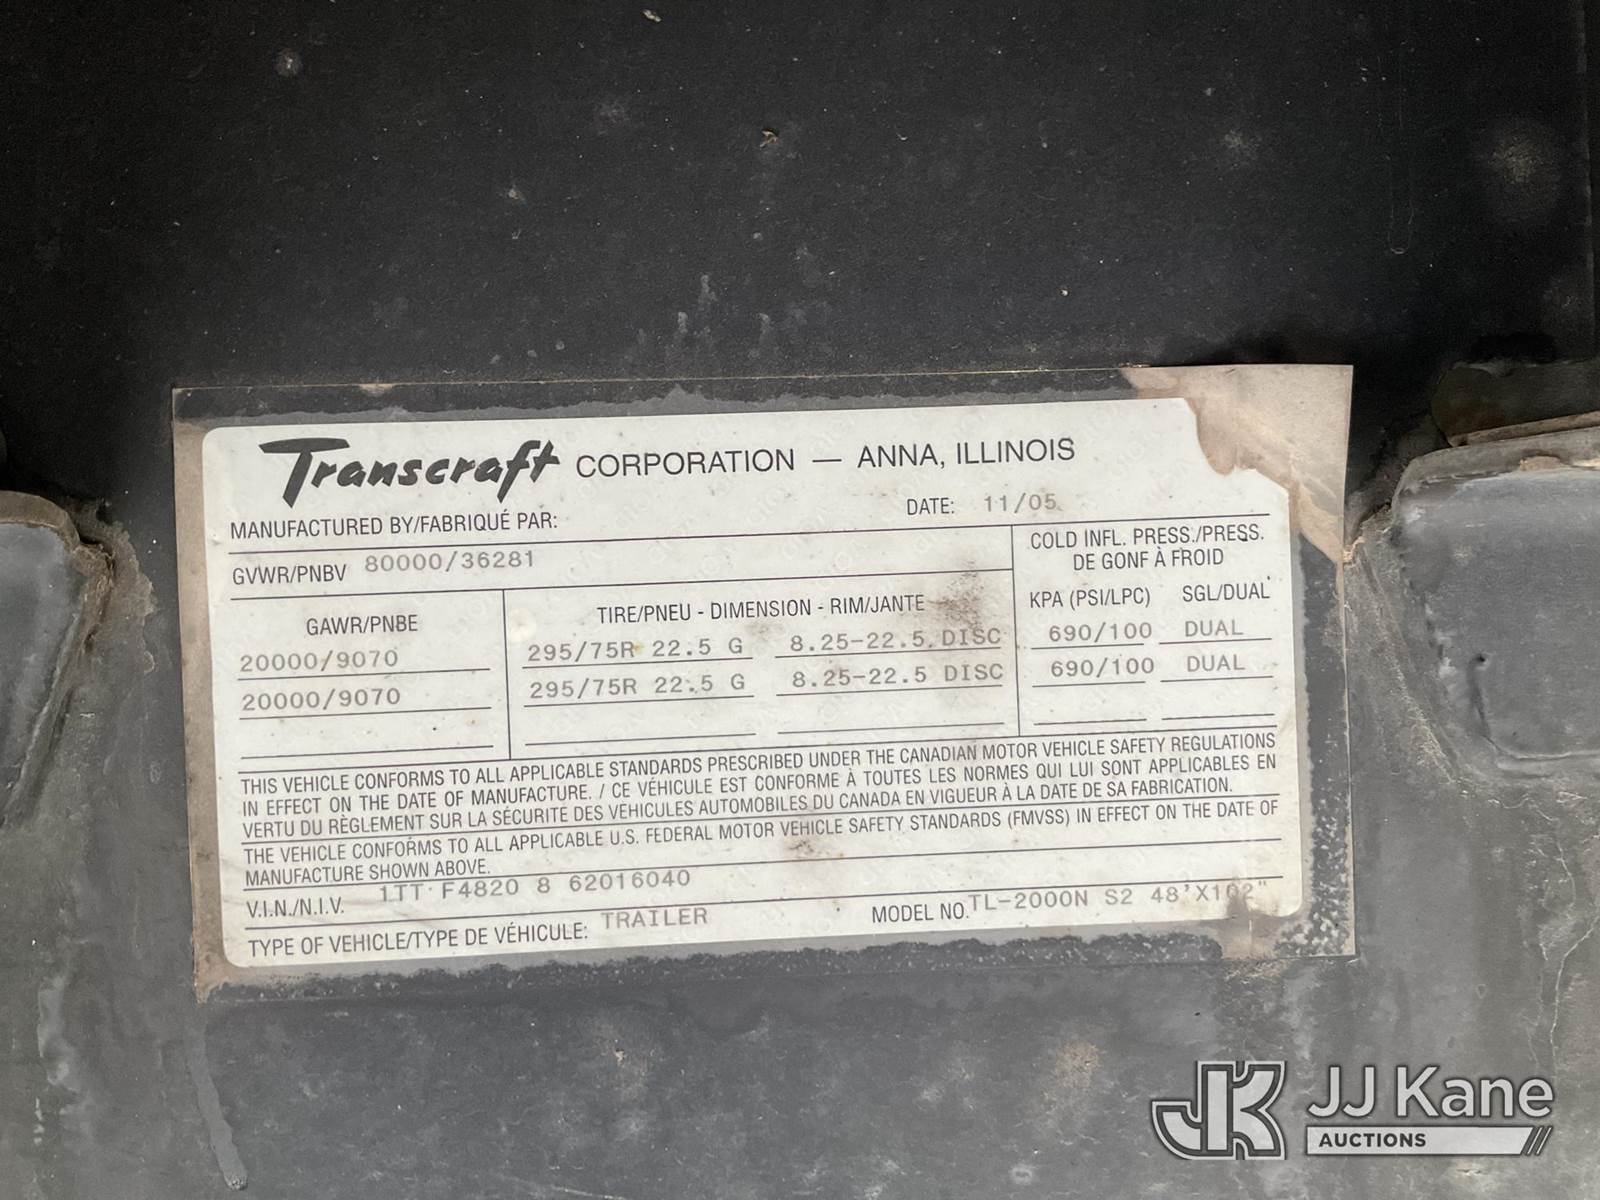 Transcraft CORPORATION — ANNA, ILLINOIS
MANUFACTURED BY/FABRIQUÉ PAR:
DATE: 11/05
GVWR/PNBV 80000/36281
COLD INFL. PRESS./PRESS.
DE GONF À FROID
GAWR/PNBE
TIRE/PNEU - DIMENSION - RIM/JANTE
KPA (PSI/LPC) SGL/DUAL
20000/9070 295/75R 22.5 G 8.25-22.5 DISC 690/100 DUAL
20000/9070 295/75R 22.5 G 8.25-22.5 DISC 690/100 DUAL
THIS VEHICLE CONFORMS TO ALL APPLICABLE STANDARDS PRESCRIBED UNDER THE CANADIAN MOTOR VEHICLE SAFETY REGULATIONS
IN EFFECT ON THE DATE OF MANUFACTURE. / CE VÉHICULE EST CONFORME À TOUTES LES NORMES QUI LUI SONT APPLICABLES EN
VERTU DU RÈGLEMENT SUR LA SÉCURITE DES VEHICULES AUTOMOBILES DU CANADA EN VIGUEUR À LA DATE DE SA FABRICATION.
THE VEHICLE CONFORMS TO ALL APPLICABLE U.S. FEDERAL MOTOR VEHICLE SAFETY STANDARDS (FMVSS) IN EFFECT ON THE DATE OF
MANUFACTURE SHOWN ABOVE.
V.I.N./N.I.V. 1TT F4820 8 62016040
TYPE OF VEHICLE/TYPE DE VÉHICULE: TRAILER MODEL NO. TL-2000N S2 48'X102"
JK JJ Kane
AUCTIONS